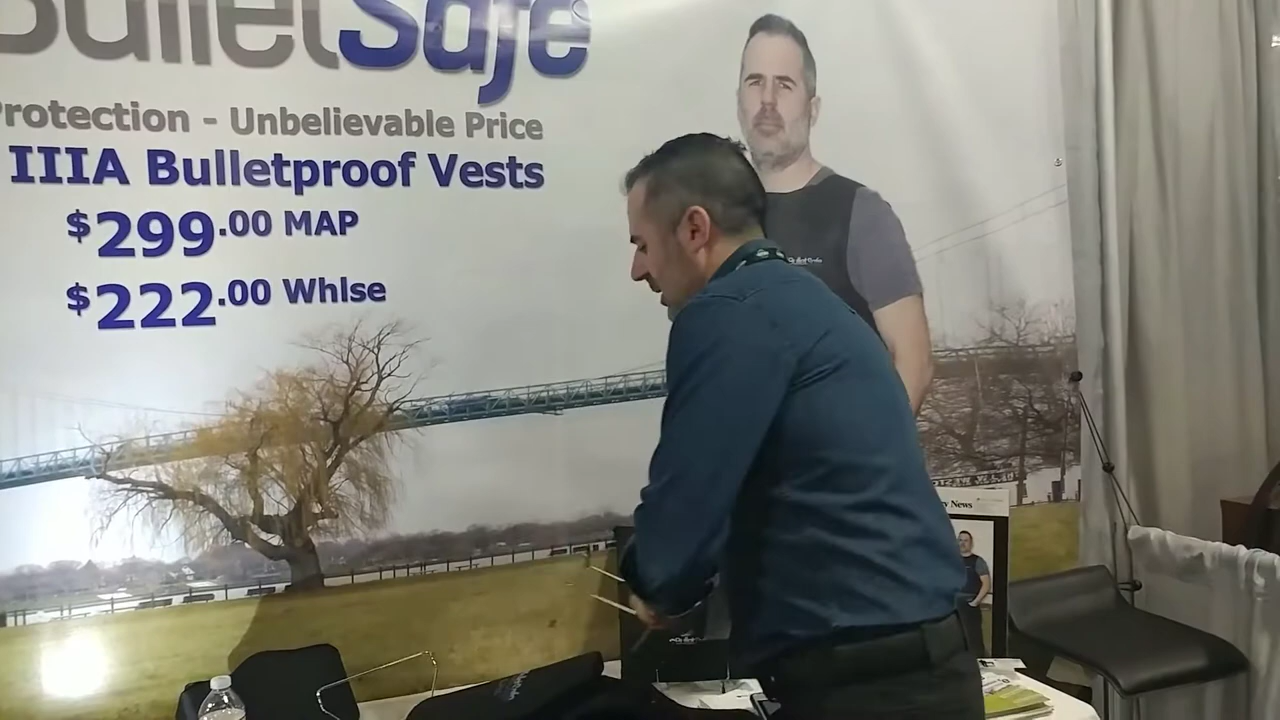 BulletSafe
Protection - Unbelievable Price
IIIA Bulletproof Vests
$299.00 MAP
$222.00 Whlse
News